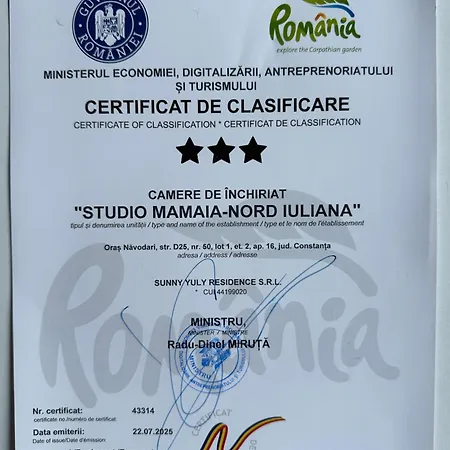 GUVERNUL
ROMÂNIEI
România
explore the Carpathian garden
MINISTERUL ECONOMIEI, DIGITALIZĂRII, ANTREPRENORIATULUI
ȘI TURISMULUI
CERTIFICAT DE CLASIFICARE
CERTIFICATE OF CLASSIFICATION * CERTIFICAT DE CLASSIFICATION
CAMERE DE ÎNCHIRIAT
"STUDIO MAMAIA-NORD IULIANA"
tipul și denumirea unității / type and name of the establishment / type et le nom de l'établissement
Oraș Năvodari, str. D25, nr. 50, lot 1, et. 2, ap. 16, jud. Constanța
adresa / address / adresse
SUNNY YULY RESIDENCE S.R.L.
* CUI 44199020
MINISTRU,
MINISTER / MINISTRE
Radu-Dinel MIRUȚĂ
România
Nr. certificat: 43314
certificate no./numéro de certificat:
Data emiterii: 22.07.2025
Date of issue/Date d'émission:
CERTIFICAT